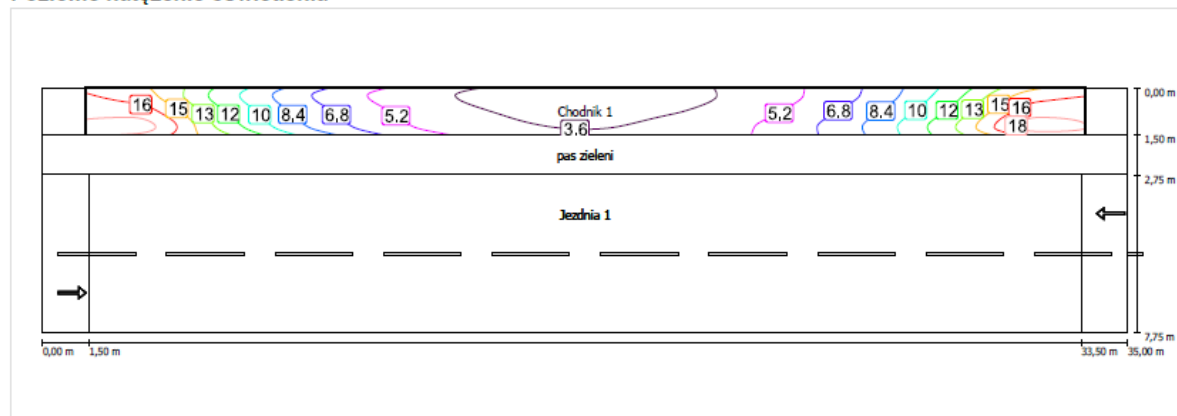 16 15 13 12 10 8,4 6,8 5.2 Chodnik 1 5,2 6,8 8.4 10 12 13 15 16
3.6 18
0,00 m
1,50 m
pas zieleni
2,75 m
Jezdnia 1
7,75 m
0,00 m 1,50 m 33,50 m 35,00 m